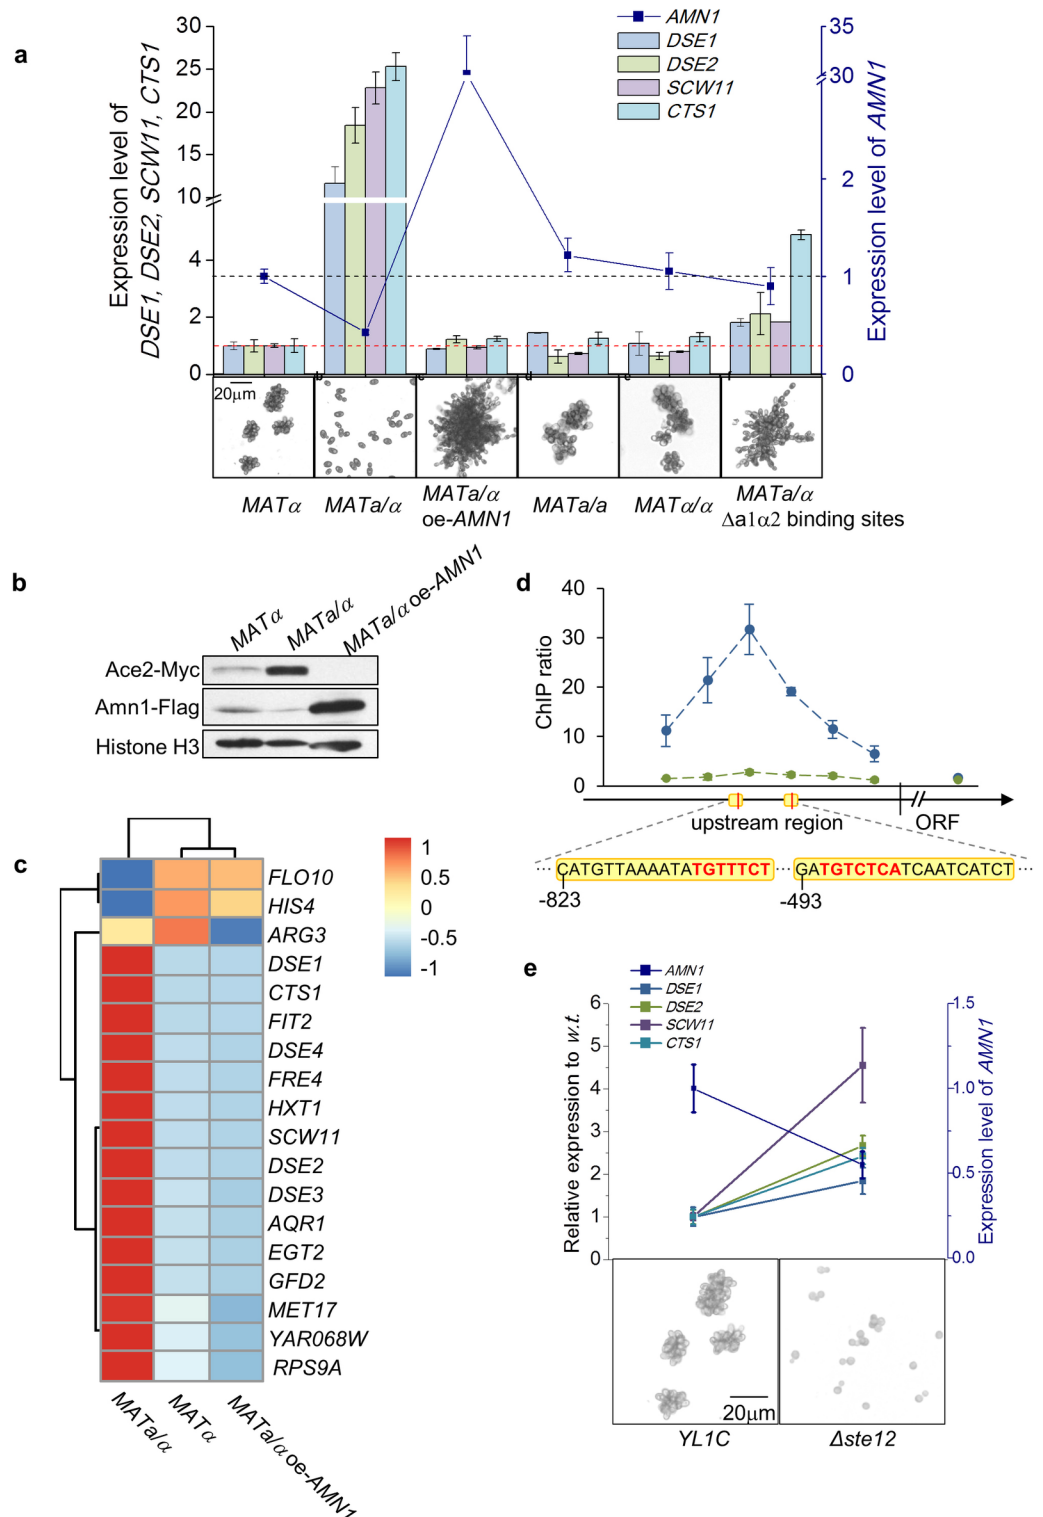 a
Expression level of
DSE1, DSE2, SCW11, CTS1
30
25
20
15
10
4
2
0
AMN1
DSE1
DSE2
SCW11
CTS1
35
30
2
1
0
Expression level of AMN1
20μm
MATα
MATa/α
MATa/α
oe-AMN1
MATa/a
MATα/α
MATa/α
Δa1α2 binding sites
b
MATα
MATa/α
MATa/α oe-AMN1
Ace2-Myc
Amn1-Flag
Histone H3
c
FLO10
HIS4
ARG3
DSE1
CTS1
FIT2
DSE4
FRE4
HXT1
SCW11
DSE2
DSE3
AQR1
EGT2
GFD2
MET17
YAR068W
RPS9A
MATa/α
MATα
MATa/α oe-AMN1
1
0.5
0
-0.5
-1
d
ChIP ratio
40
30
20
10
0
upstream region
ORF
··· CATGTTAAAATATGTTTCT ··· GATGTCTCATCAATCATCT ···
-823
-493
e
AMN1
DSE1
DSE2
SCW11
CTS1
Relative expression to w.t.
6
5
4
3
2
1
0
1.5
1.0
0.5
0.0
Expression level of AMN1
20μm
YL1C
Δste12